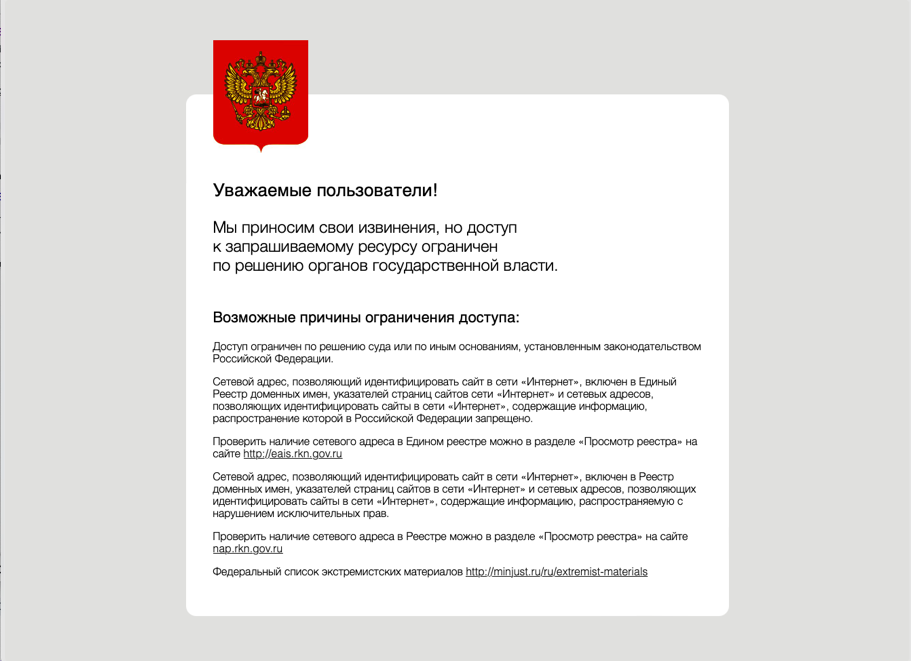 Уважаемые пользователи!
Мы приносим свои извинения, но доступ
к запрашиваемому ресурсу ограничен
по решению органов государственной власти.
Возможные причины ограничения доступа:
Доступ ограничен по решению суда или по иным основаниям, установленным законодательством
Российской Федерации.
Сетевой адрес, позволяющий идентифицировать сайт в сети «Интернет», включен в Единый
Реестр доменных имен, указателей страниц сайтов сети «Интернет» и сетевых адресов,
позволяющих идентифицировать сайты в сети «Интернет», содержащие информацию,
распространение которой в Российской Федерации запрещено.
Проверить наличие сетевого адреса в Едином реестре можно в разделе «Просмотр реестра» на
сайте http://eais.rkn.gov.ru
Сетевой адрес, позволяющий идентифицировать сайт в сети «Интернет», включен в Реестр
доменных имен, указателей страниц сайтов в сети «Интернет» и сетевых адресов, позволяющих
идентифицировать сайты в сети «Интернет», содержащие информацию, распространяемую с
нарушением исключительных прав.
Проверить наличие сетевого адреса в Реестре можно в разделе «Просмотр реестра» на сайте
nap.rkn.gov.ru
Федеральный список экстремистских материалов http://minjust.ru/ru/extremist-materials